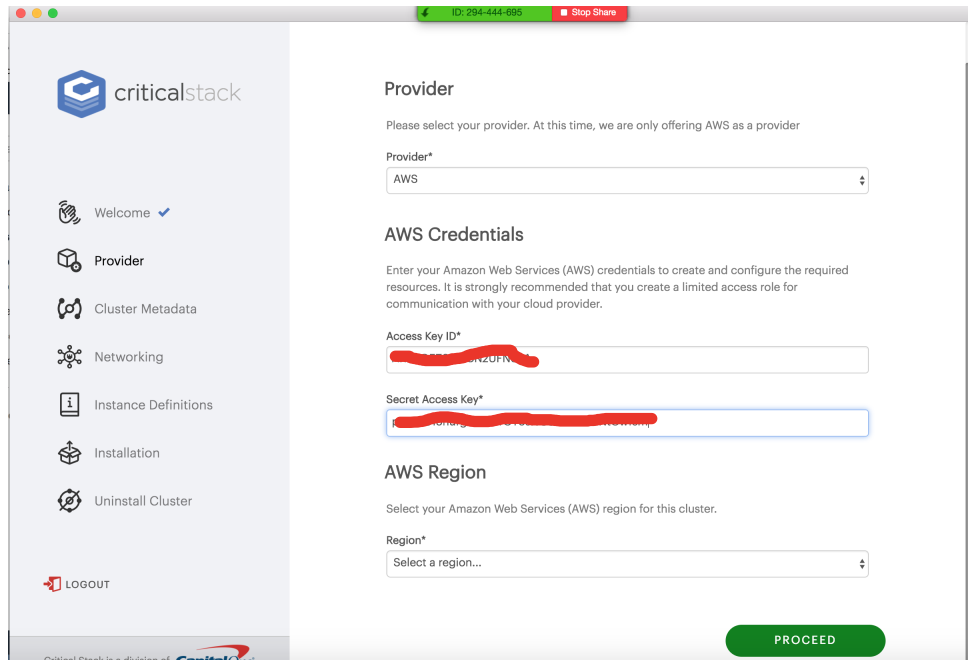 ID: 294-444-695
Stop Share
criticalstack
Welcome
Provider
Cluster Metadata
Networking
Instance Definitions
Installation
Uninstall Cluster
LOGOUT
Critical Stack is a division of Capital One
Provider
Please select your provider. At this time, we are only offering AWS as a provider
Provider*
AWS
AWS Credentials
Enter your Amazon Web Services (AWS) credentials to create and configure the required
resources. It is strongly recommended that you create a limited access role for
communication with your cloud provider.
Access Key ID*
Secret Access Key*
AWS Region
Select your Amazon Web Services (AWS) region for this cluster.
Region*
Select a region...
PROCEED